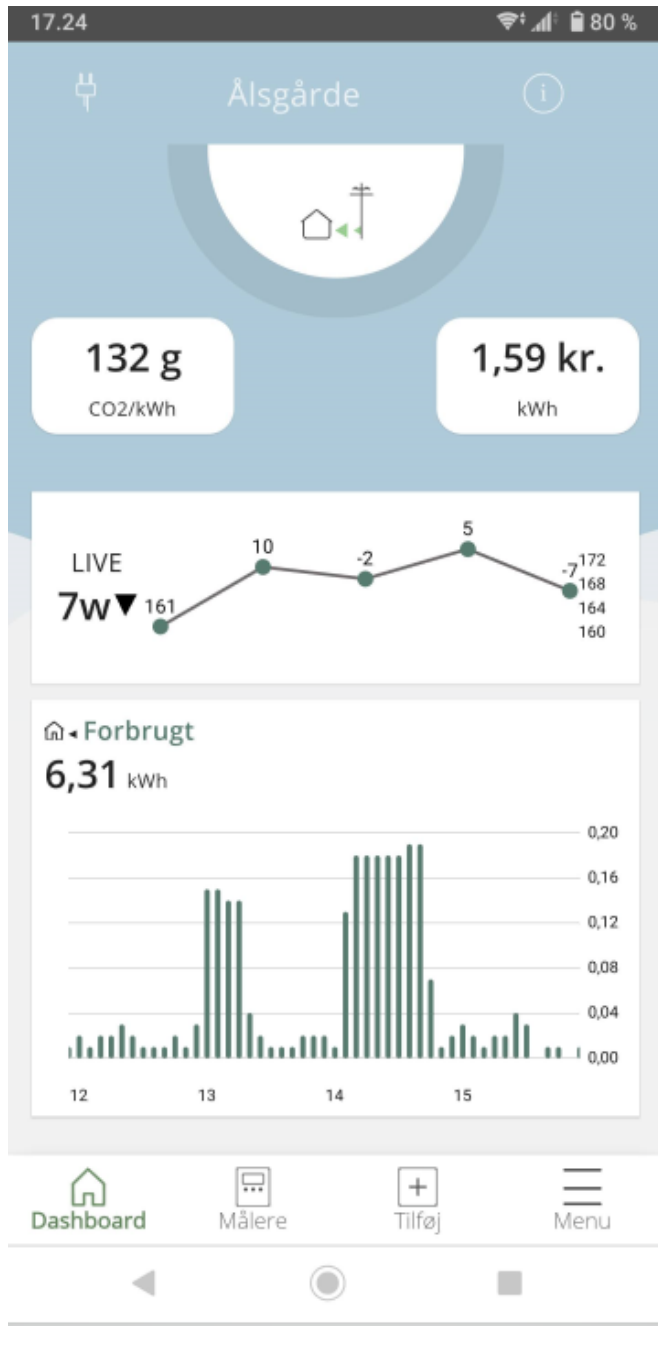 17.24 80 %
Ålsgårde
i
132 g
CO2/kWh
1,59 kr.
kWh
LIVE
7w▼
161
10
-2
5
-7
172
168
164
160
Forbrugt
6,31 kWh
0,20
0,16
0,12
0,08
0,04
0,00
12 13 14 15
Dashboard Målere Tilføj Menu